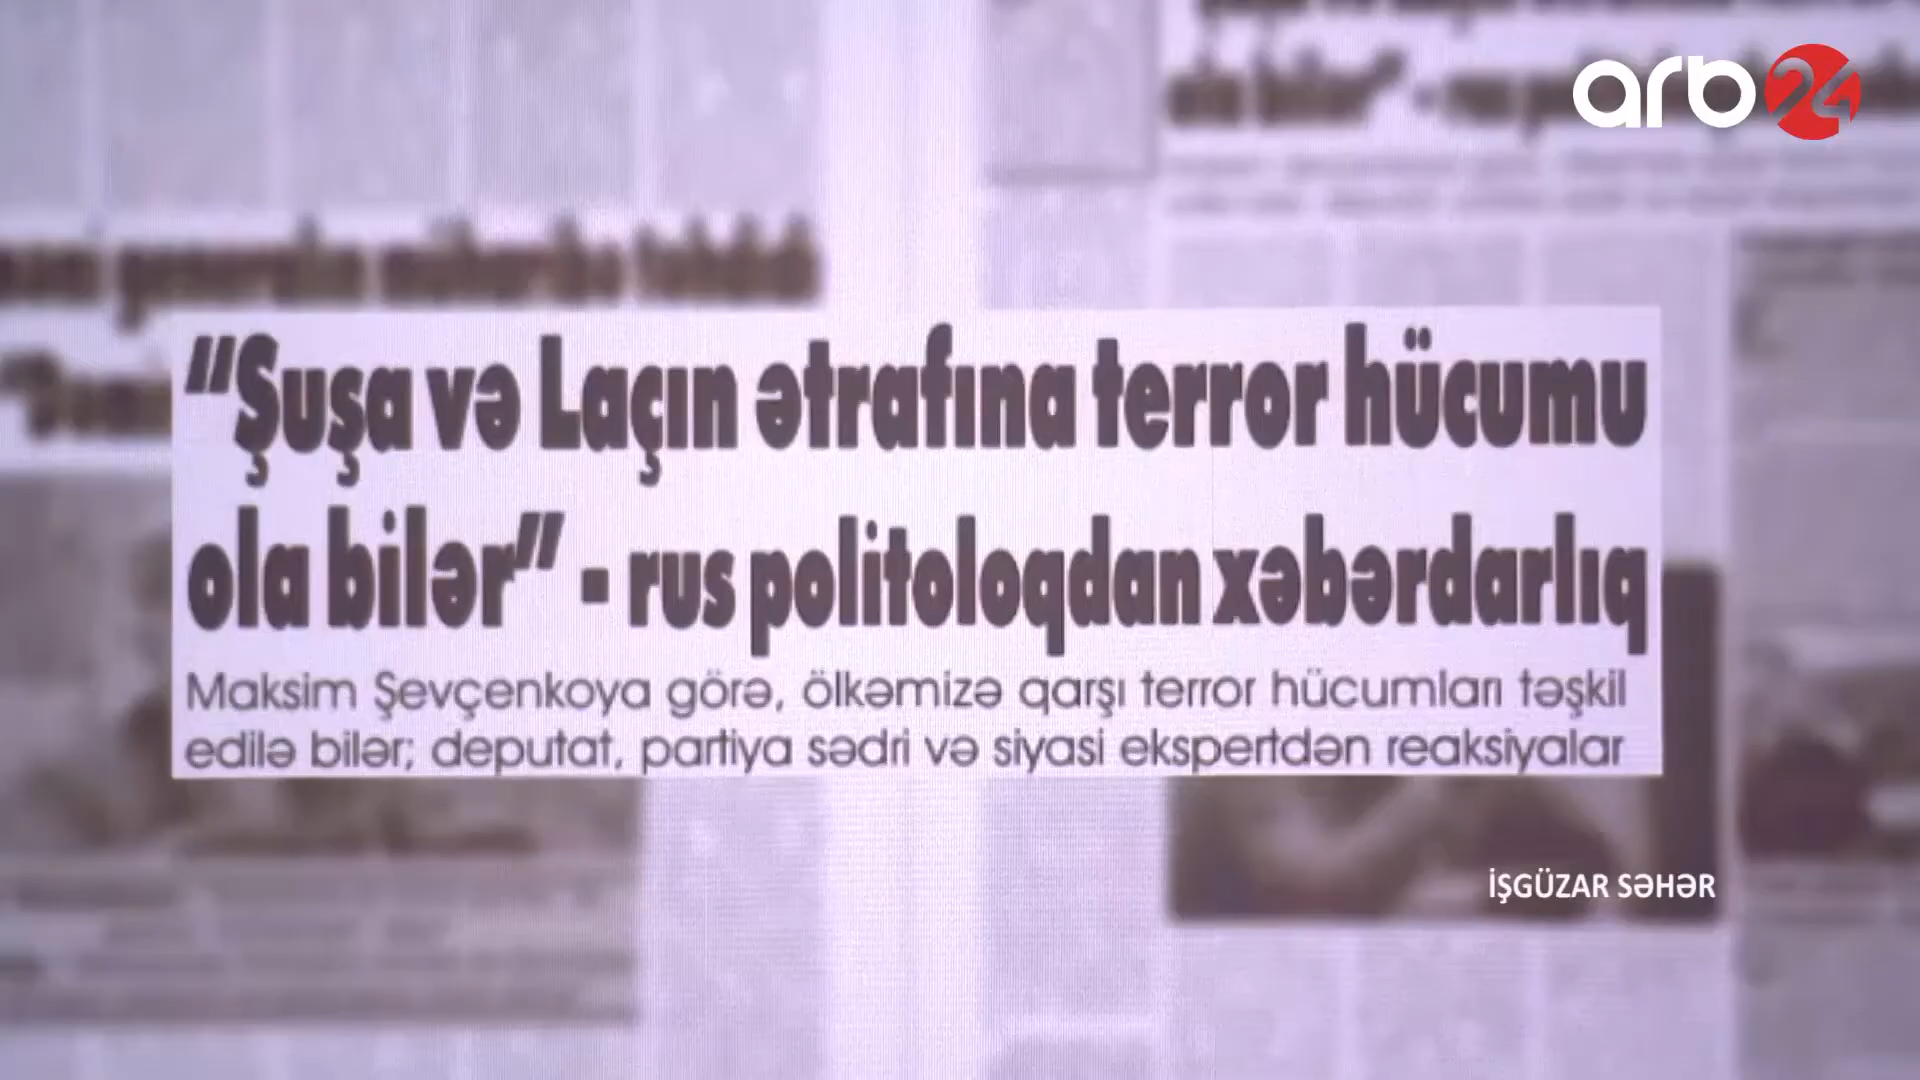 arb24
"Şuşa və Laçın ətrafına terror hücumu
ola bilər" - rus politoloqdan xəbərdarlıq
Maksim Şevçenkoya görə, ölkəmizə qarşı terror hücumları təşkil
edilə bilər; deputat, partiya sədri və siyasi ekspertdən reaksiyalar
İŞGÜZAR SƏHƏR